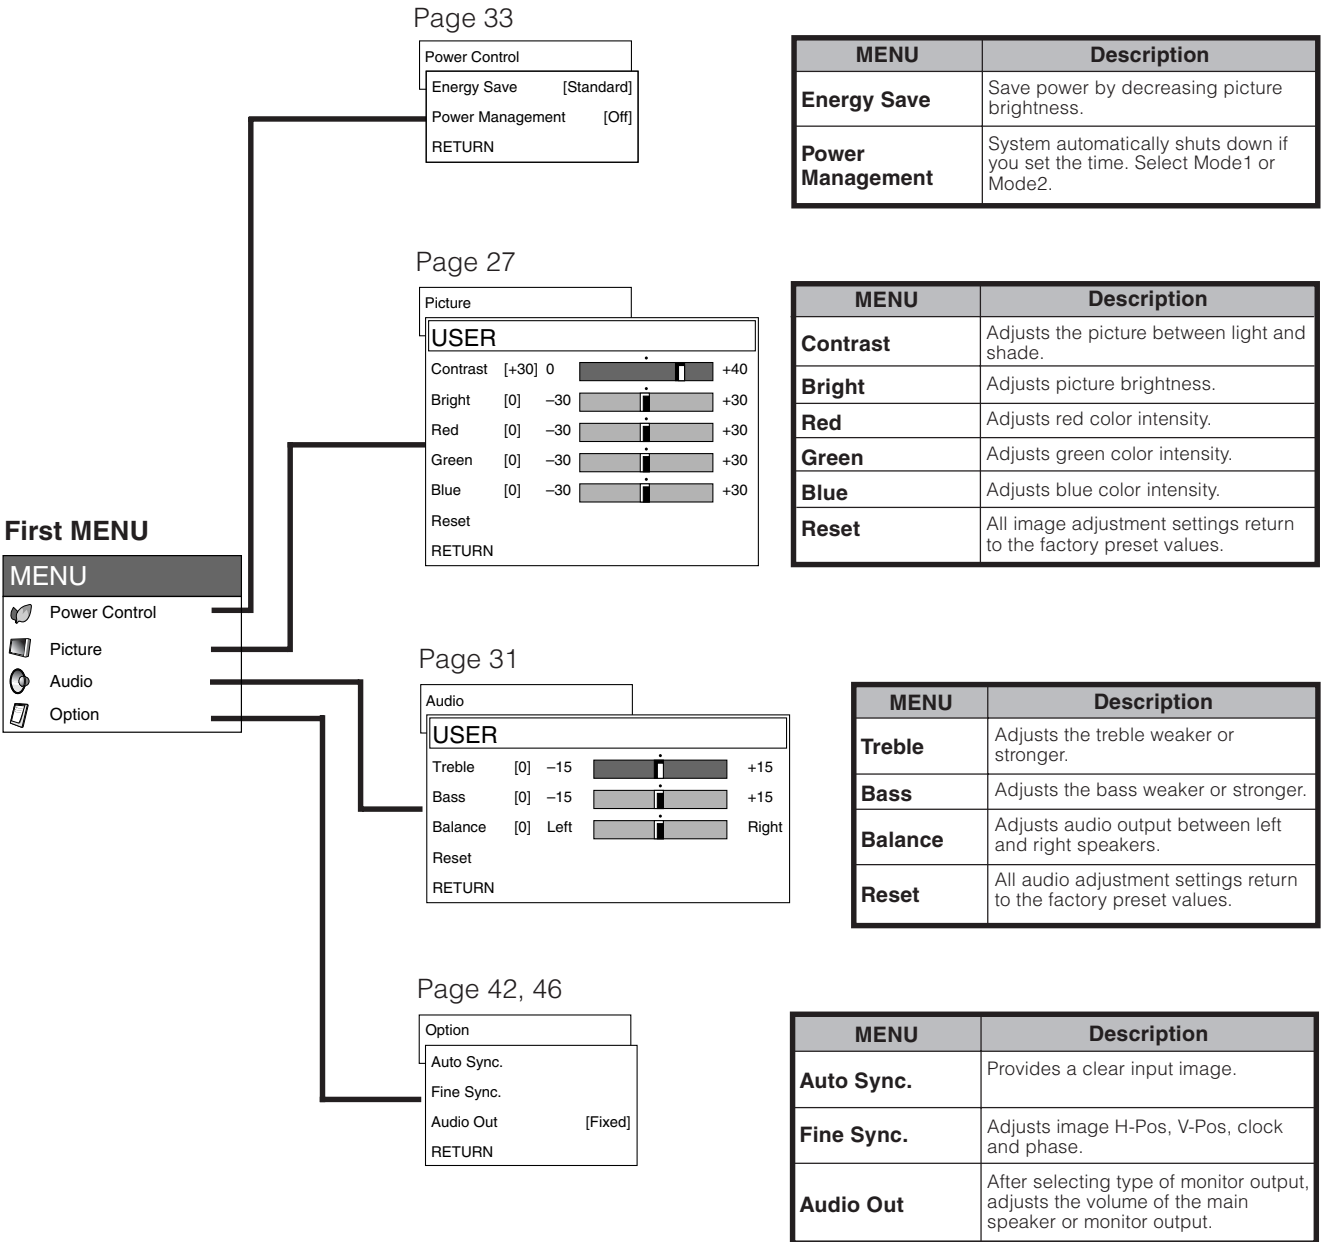 Page 33
Power Control
Energy Save [Standard]
Power Management [Off]
RETURN
MENU Description
Energy Save
Save power by decreasing picture
brightness.
Power
Management
System automatically shuts down if
you set the time. Select Mode1 or
Mode2.
Page 27
Picture
USER
Contrast [+30] 0 +40
Bright [0] –30 +30
Red [0] –30 +30
Green [0] –30 +30
Blue [0] –30 +30
Reset
RETURN
MENU Description
Contrast
Adjusts the picture between light and
shade.
Bright Adjusts picture brightness.
Red Adjusts red color intensity.
Green Adjusts green color intensity.
Blue Adjusts blue color intensity.
Reset
All image adjustment settings return
to the factory preset values.
First MENU
MENU
Power Control
Picture
Audio
Option
Page 31
Audio
USER
Treble [0] –15 +15
Bass [0] –15 +15
Balance [0] Left Right
Reset
RETURN
MENU Description
Treble
Adjusts the treble weaker or
stronger.
Bass Adjusts the bass weaker or stronger.
Balance
Adjusts audio output between left
and right speakers.
Reset
All audio adjustment settings return
to the factory preset values.
Page 42, 46
Option
Auto Sync.
Fine Sync.
Audio Out [Fixed]
RETURN
MENU Description
Auto Sync. Provides a clear input image.
Fine Sync.
Adjusts image H-Pos, V-Pos, clock
and phase.
Audio Out
After selecting type of monitor output,
adjusts the volume of the main
speaker or monitor output.